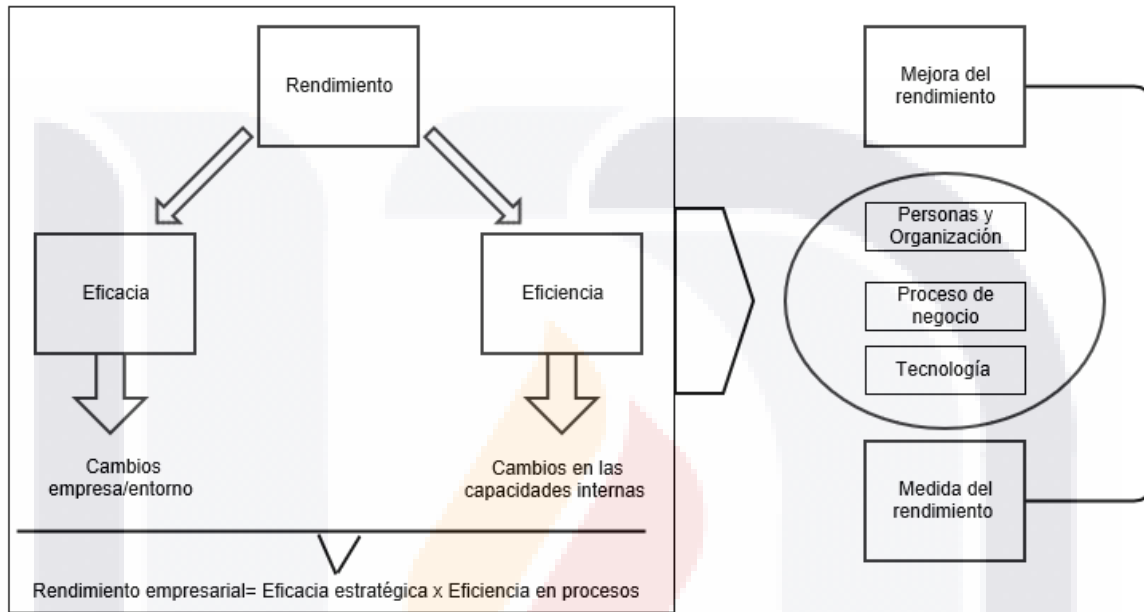 Rendimiento
Eficacia
Eficiencia
Cambios
empresa/entorno
Cambios en las
capacidades internas
Rendimiento empresarial= Eficacia estratégica x Eficiencia en procesos
Mejora del
rendimiento
Personas y
Organización
Proceso de
negocio
Tecnología
Medida del
rendimiento